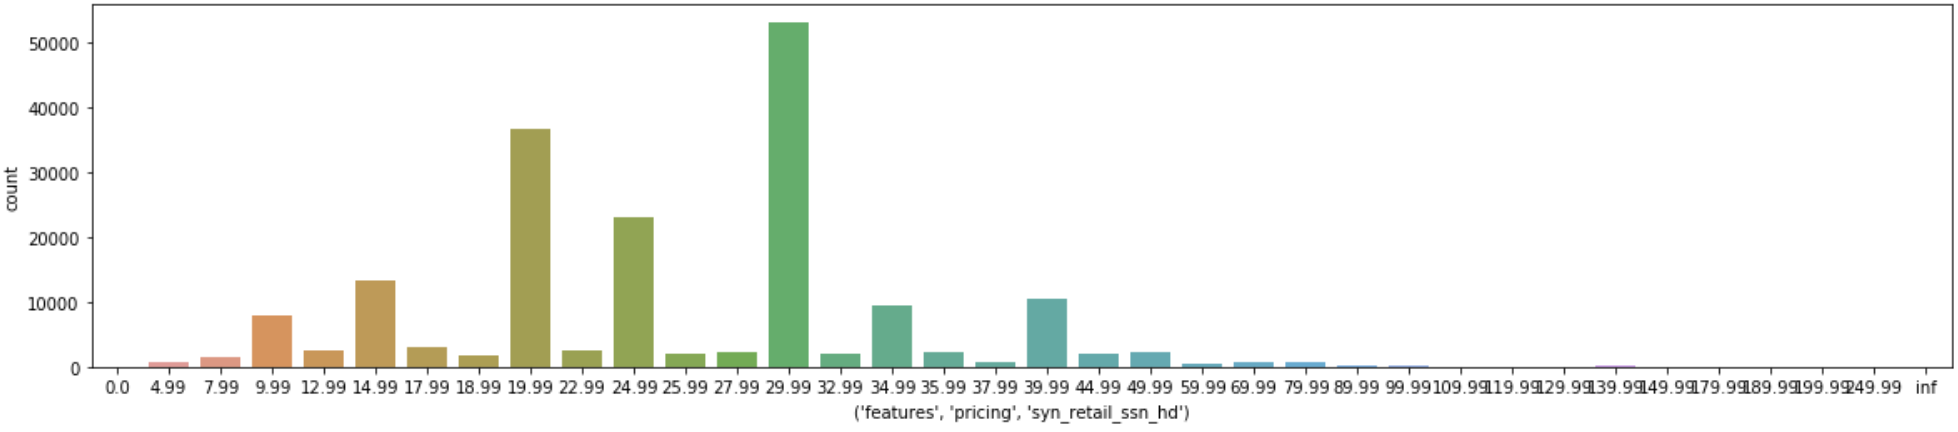 50000
40000
30000
20000
10000
0
count
0.0 4.99 7.99 9.99 12.99 14.99 17.99 18.99 19.99 22.99 24.99 25.99 27.99 29.99 32.99 34.99 35.99 37.99 39.99 44.99 49.99 59.99 69.99 79.99 89.99 99.99 109.99 119.99 129.99 139.99 149.99 179.99 189.99 199.99 249.99 inf
('features', 'pricing', 'syn_retail_ssn_hd')